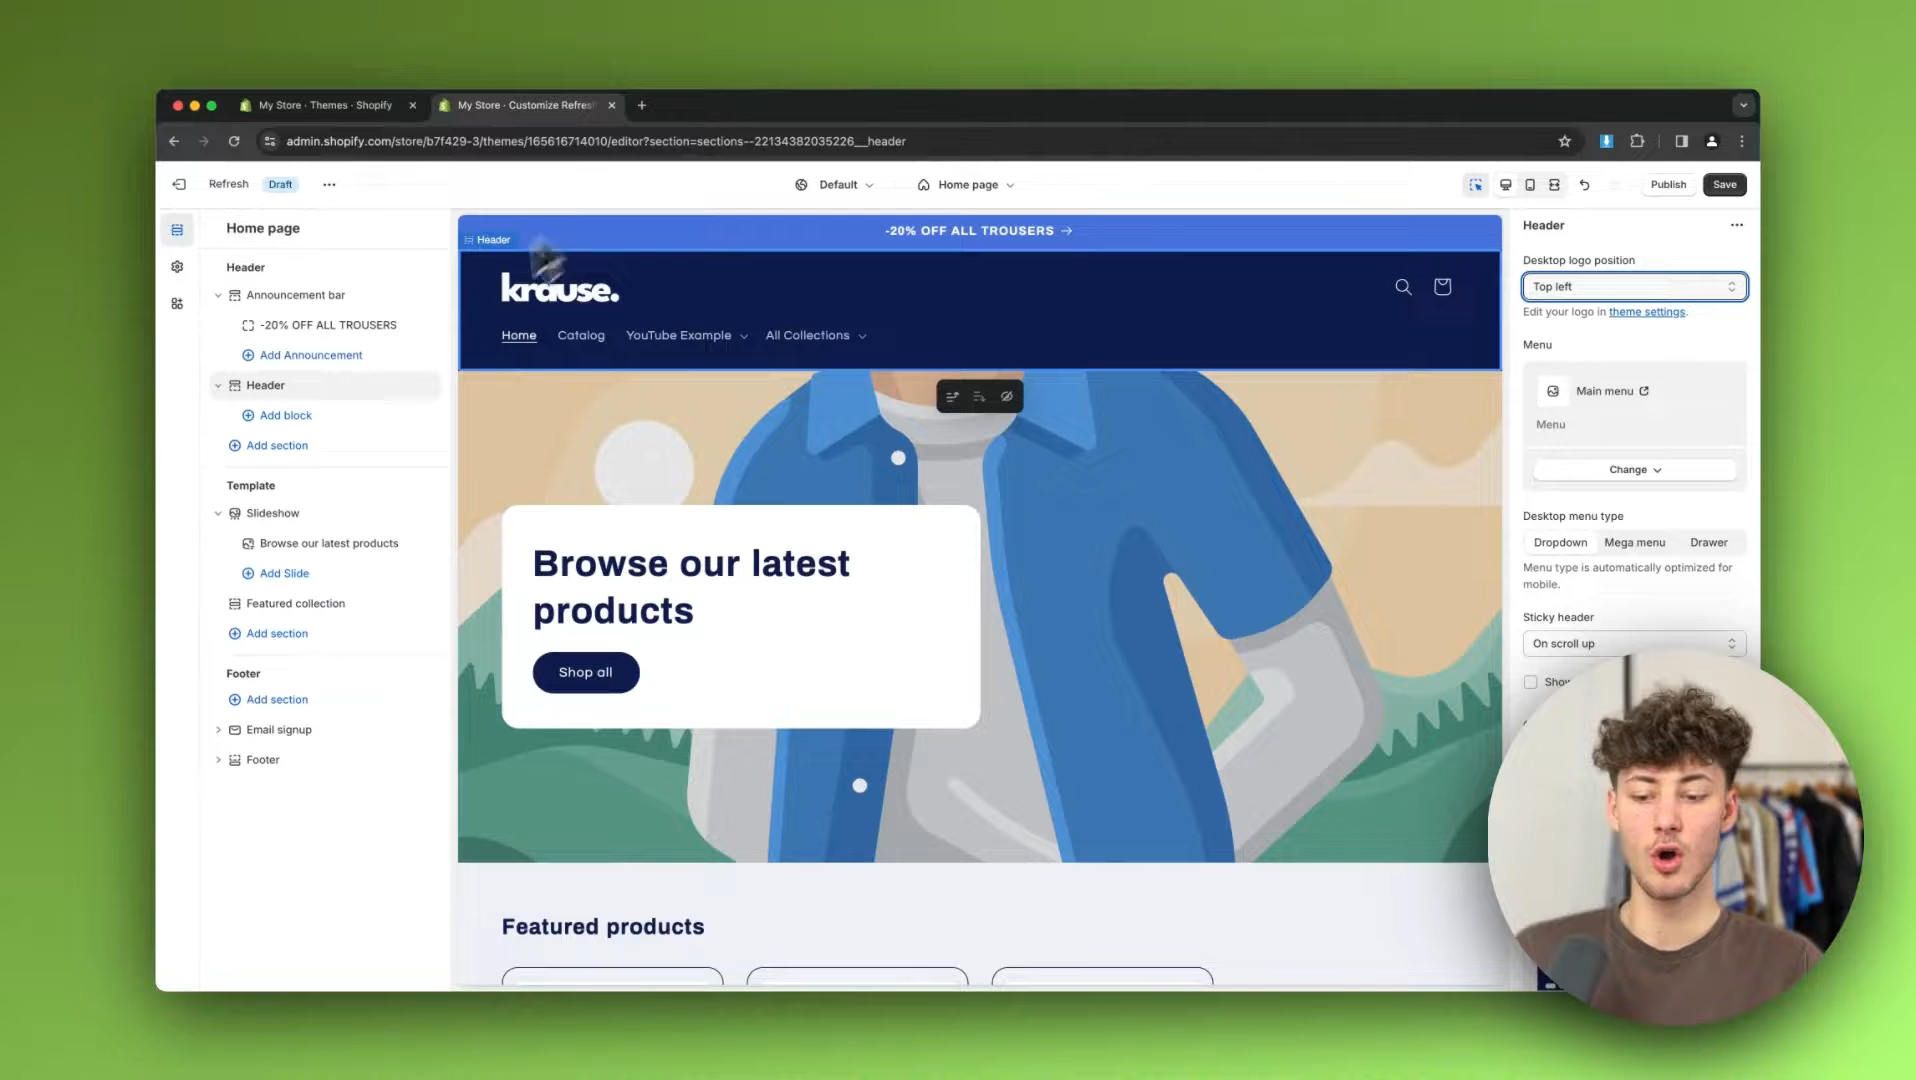 My Store · Themes · Shopify
My Store · Customize Refresh
admin.shopify.com/store/b7f429-3/themes/165616714010/editor?section=sections--22134382035226__header
Refresh
Draft
Default
Home page
Publish
Save
Home page
Header
Announcement bar
-20% OFF ALL TROUSERS
Add Announcement
Header
Add block
Add section
Template
Slideshow
Browse our latest products
Add Slide
Featured collection
Add section
Footer
Add section
Email signup
Footer
-20% OFF ALL TROUSERS
Header
krause.
Home
Catalog
YouTube Example
All Collections
Browse our latest
products
Shop all
Featured products
Header
Desktop logo position
Top left
Edit your logo in theme settings.
Menu
Main menu
Menu
Change
Desktop menu type
Dropdown
Mega menu
Drawer
Menu type is automatically optimized for
mobile.
Sticky header
On scroll up